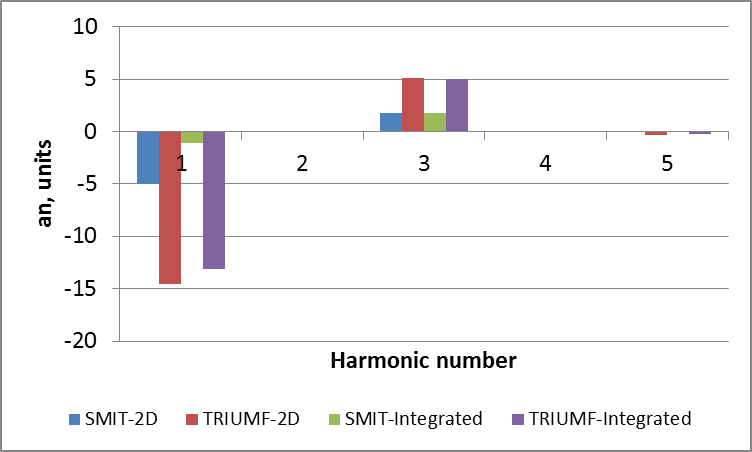 10
5
0
-5
-10
-15
-20
an, units
1 2 3 4 5
Harmonic number
SMIT-2D TRIUMF-2D SMIT-Integrated TRIUMF-Integrated